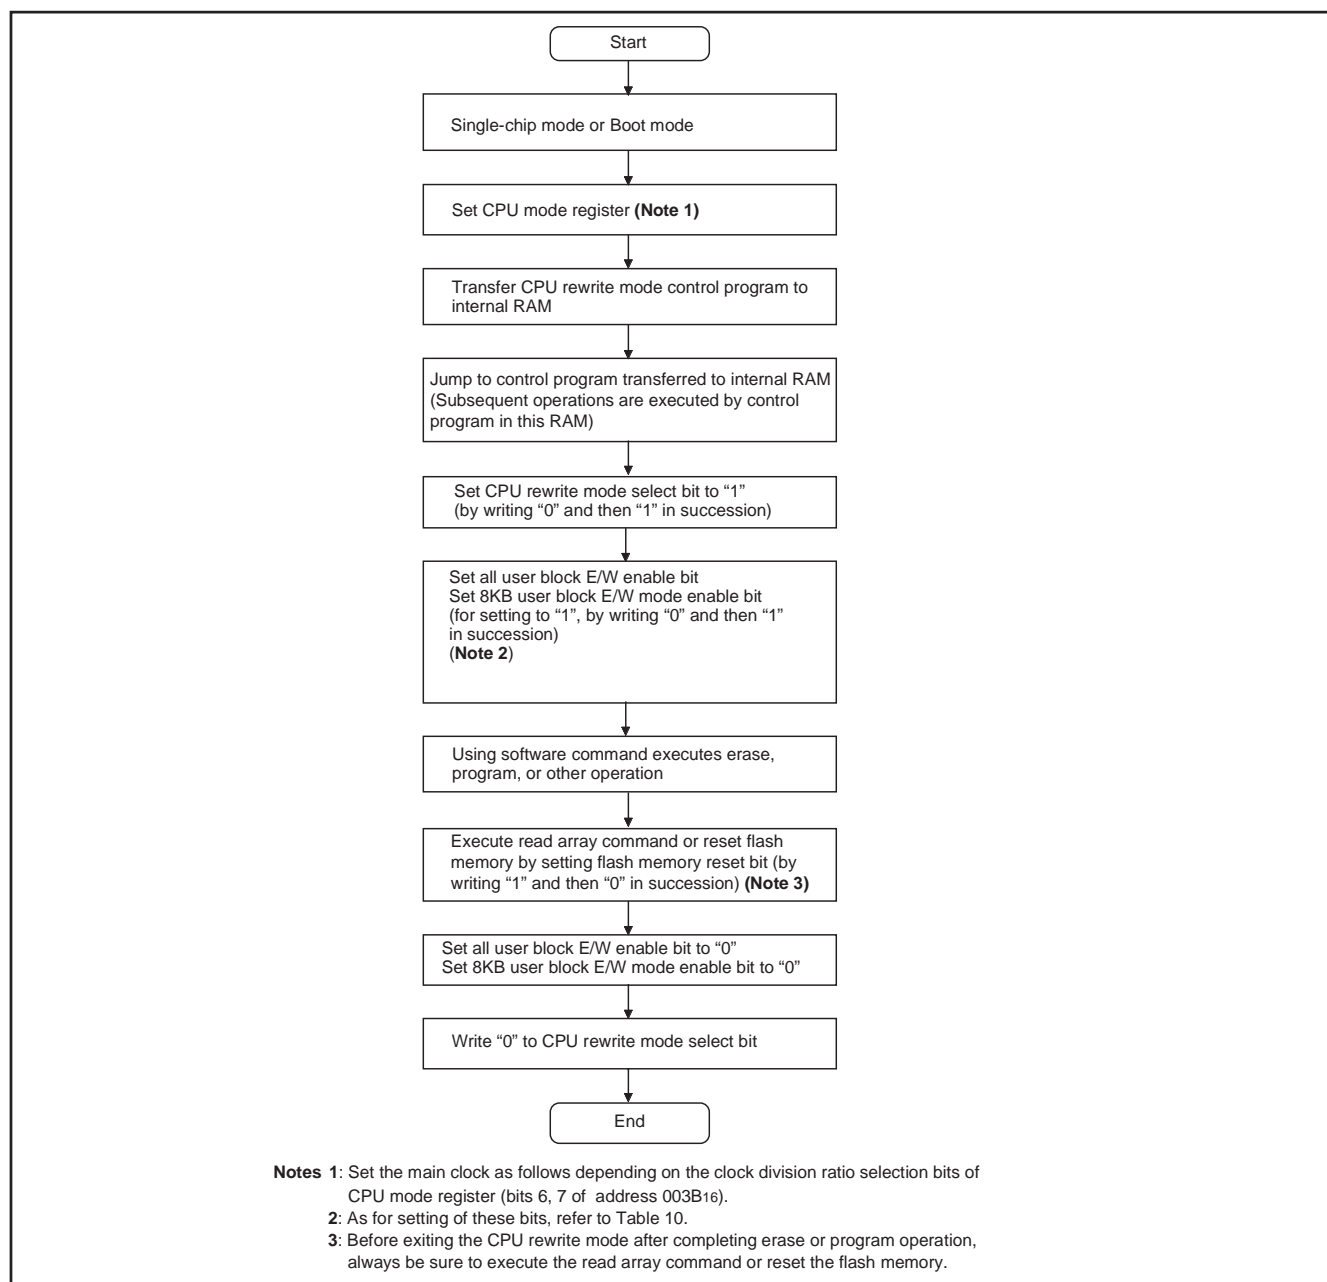 Start
Single-chip mode or Boot mode
Set CPU mode register (Note 1)
Transfer CPU rewrite mode control program to
internal RAM
Jump to control program transferred to internal RAM
(Subsequent operations are executed by control
program in this RAM)
Set CPU rewrite mode select bit to “1”
(by writing “0” and then “1” in succession)
Set all user block E/W enable bit
Set 8KB user block E/W mode enable bit
(for setting to “1”, by writing “0” and then “1”
in succession)
(Note 2)
Using software command executes erase,
program, or other operation
Execute read array command or reset flash
memory by setting flash memory reset bit (by
writing “1” and then “0” in succession) (Note 3)
Set all user block E/W enable bit to “0”
Set 8KB user block E/W mode enable bit to “0”
Write “0” to CPU rewrite mode select bit
End
Notes 1: Set the main clock as follows depending on the clock division ratio selection bits of
CPU mode register (bits 6, 7 of address 003B16).
2: As for setting of these bits, refer to Table 10.
3: Before exiting the CPU rewrite mode after completing erase or program operation,
always be sure to execute the read array command or reset the flash memory.